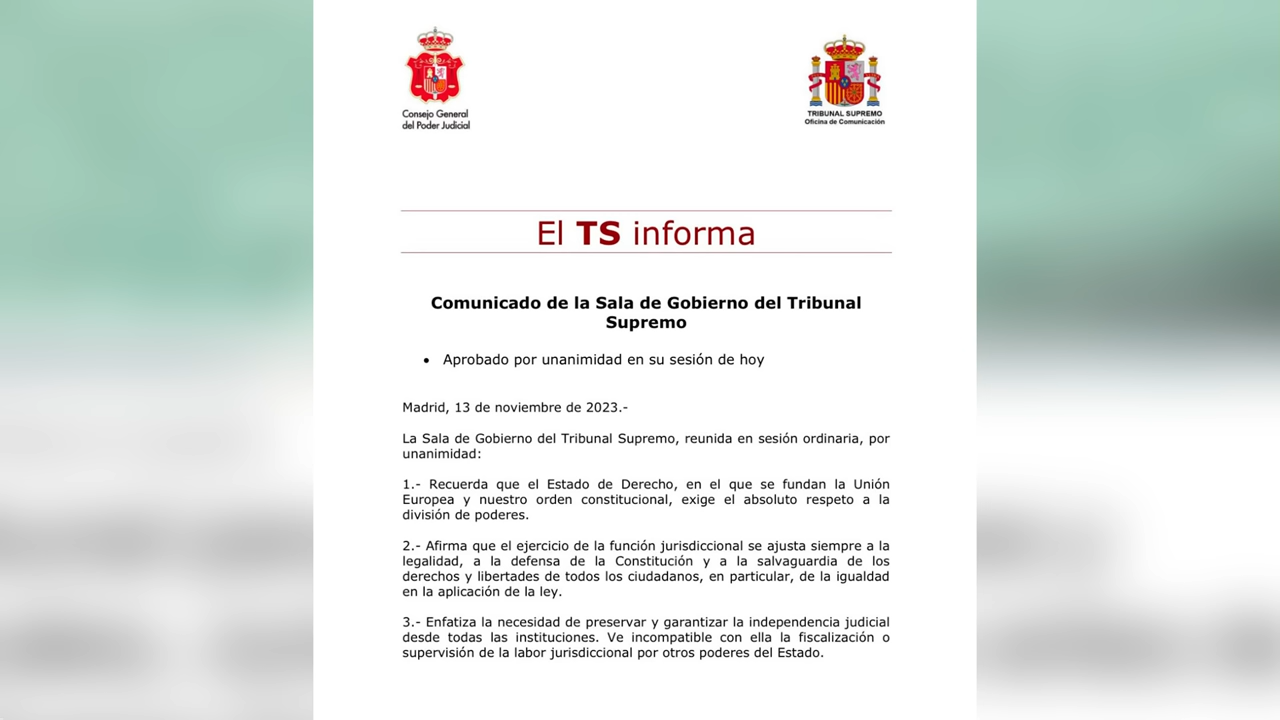 Consejo General
del Poder Judicial
TRIBUNAL SUPREMO
Oficina de Comunicación
El TS informa
Comunicado de la Sala de Gobierno del Tribunal
Supremo
• Aprobado por unanimidad en su sesión de hoy
Madrid, 13 de noviembre de 2023.-
La Sala de Gobierno del Tribunal Supremo, reunida en sesión ordinaria, por
unanimidad:
1.- Recuerda que el Estado de Derecho, en el que se fundan la Unión
Europea y nuestro orden constitucional, exige el absoluto respeto a la
división de poderes.
2.- Afirma que el ejercicio de la función jurisdiccional se ajusta siempre a la
legalidad, a la defensa de la Constitución y a la salvaguardia de los
derechos y libertades de todos los ciudadanos, en particular, de la igualdad
en la aplicación de la ley.
3.- Enfatiza la necesidad de preservar y garantizar la independencia judicial
desde todas las instituciones. Ve incompatible con ella la fiscalización o
supervisión de la labor jurisdiccional por otros poderes del Estado.